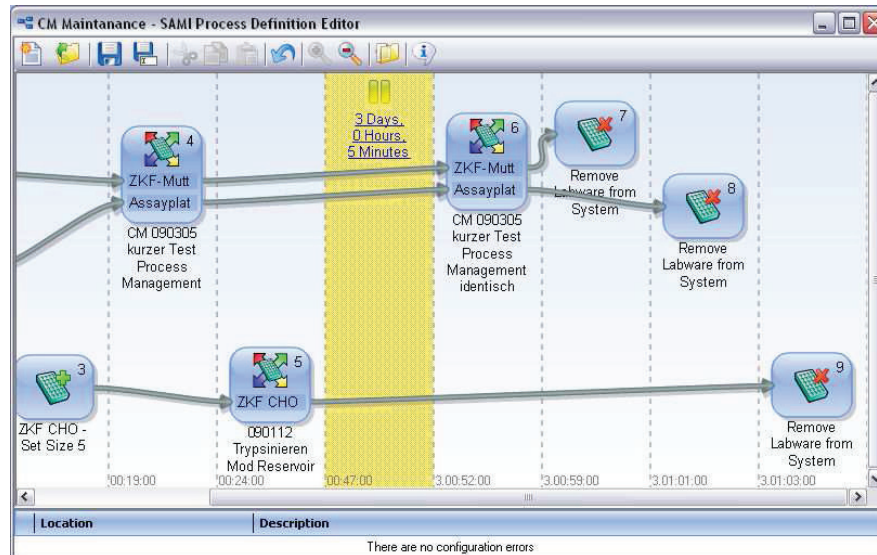 CM Maintanance - SAMI Process Definition Editor
3 Days,
0 Hours,
5 Minutes
4
ZKF-Mutt
Assayplat
CM 090305
kurzer Test
Process
Management
6
ZKF-Mutt
Assayplat
CM 090305
kurzer Test
Process
Management
identisch
7
Remove
Labware from
System
8
Remove
Labware from
System
3
ZKF CHO -
Set Size 5
5
ZKF CHO
090112
Trypsinieren
Mod Reservoir
9
Remove
Labware from
System
00:19:00
00:24:00
00:47:00
3.00:52:00
3.00:59:00
3.01:01:00
3.01:03:00
Location
Description
There are no configuration errors